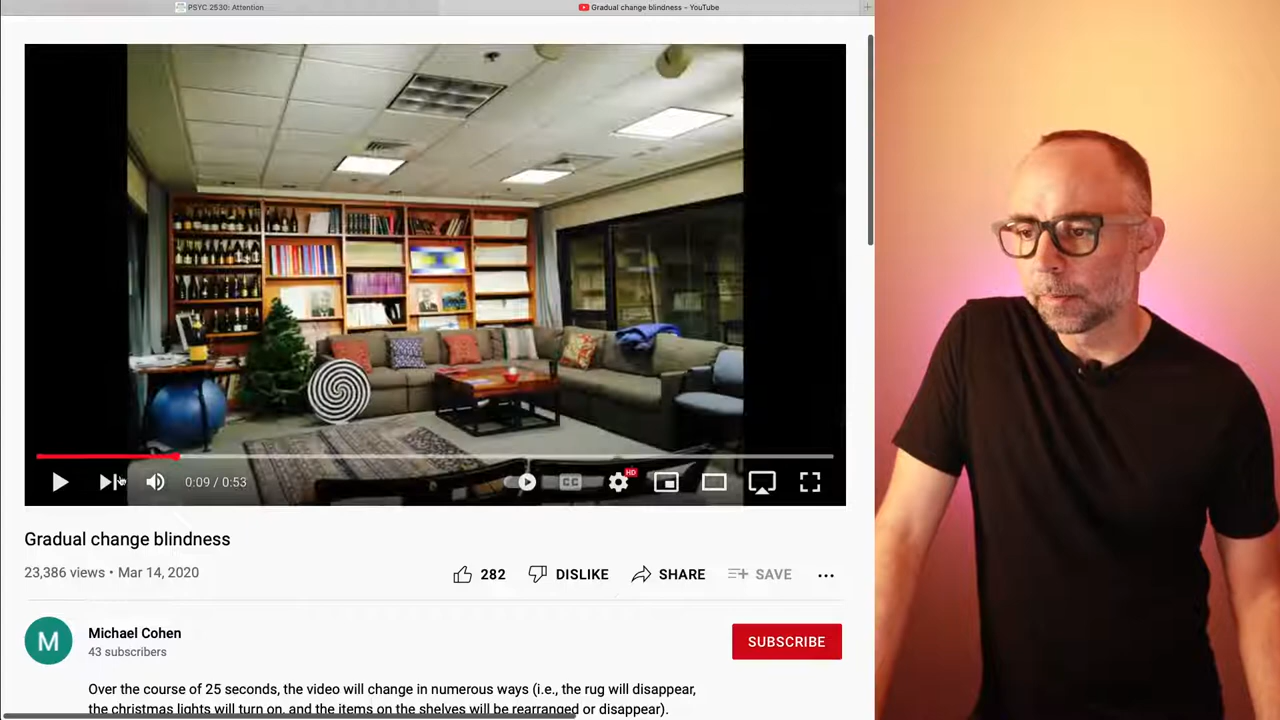 PSYC 2530: Attention
Gradual change blindness - YouTube
0:09 / 0:53
CC
HD
Gradual change blindness
23,386 views • Mar 14, 2020
282
DISLIKE
SHARE
SAVE
M
Michael Cohen
43 subscribers
SUBSCRIBE
Over the course of 25 seconds, the video will change in numerous ways (i.e., the rug will disappear,
the christmas lights will turn on, and the items on the shelves will be rearranged or disappear).